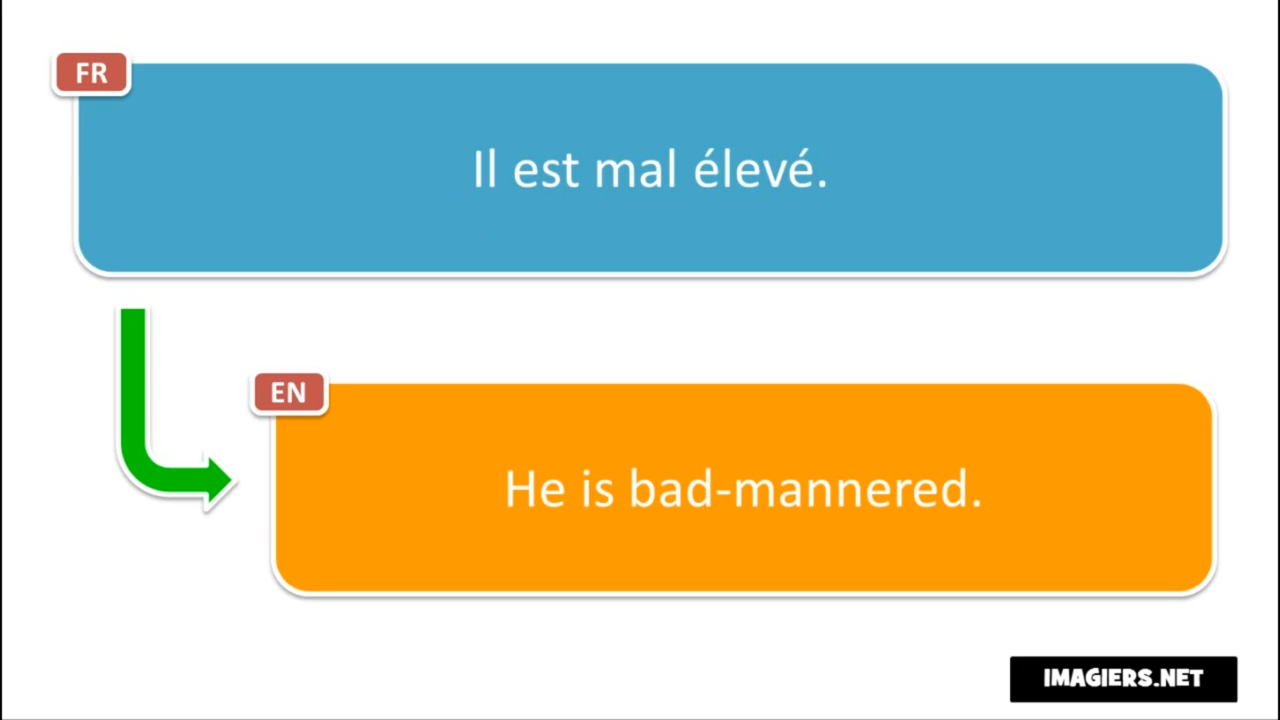 FR
Il est mal élevé.
EN
He is bad-mannered.
IMAGIERS.NET